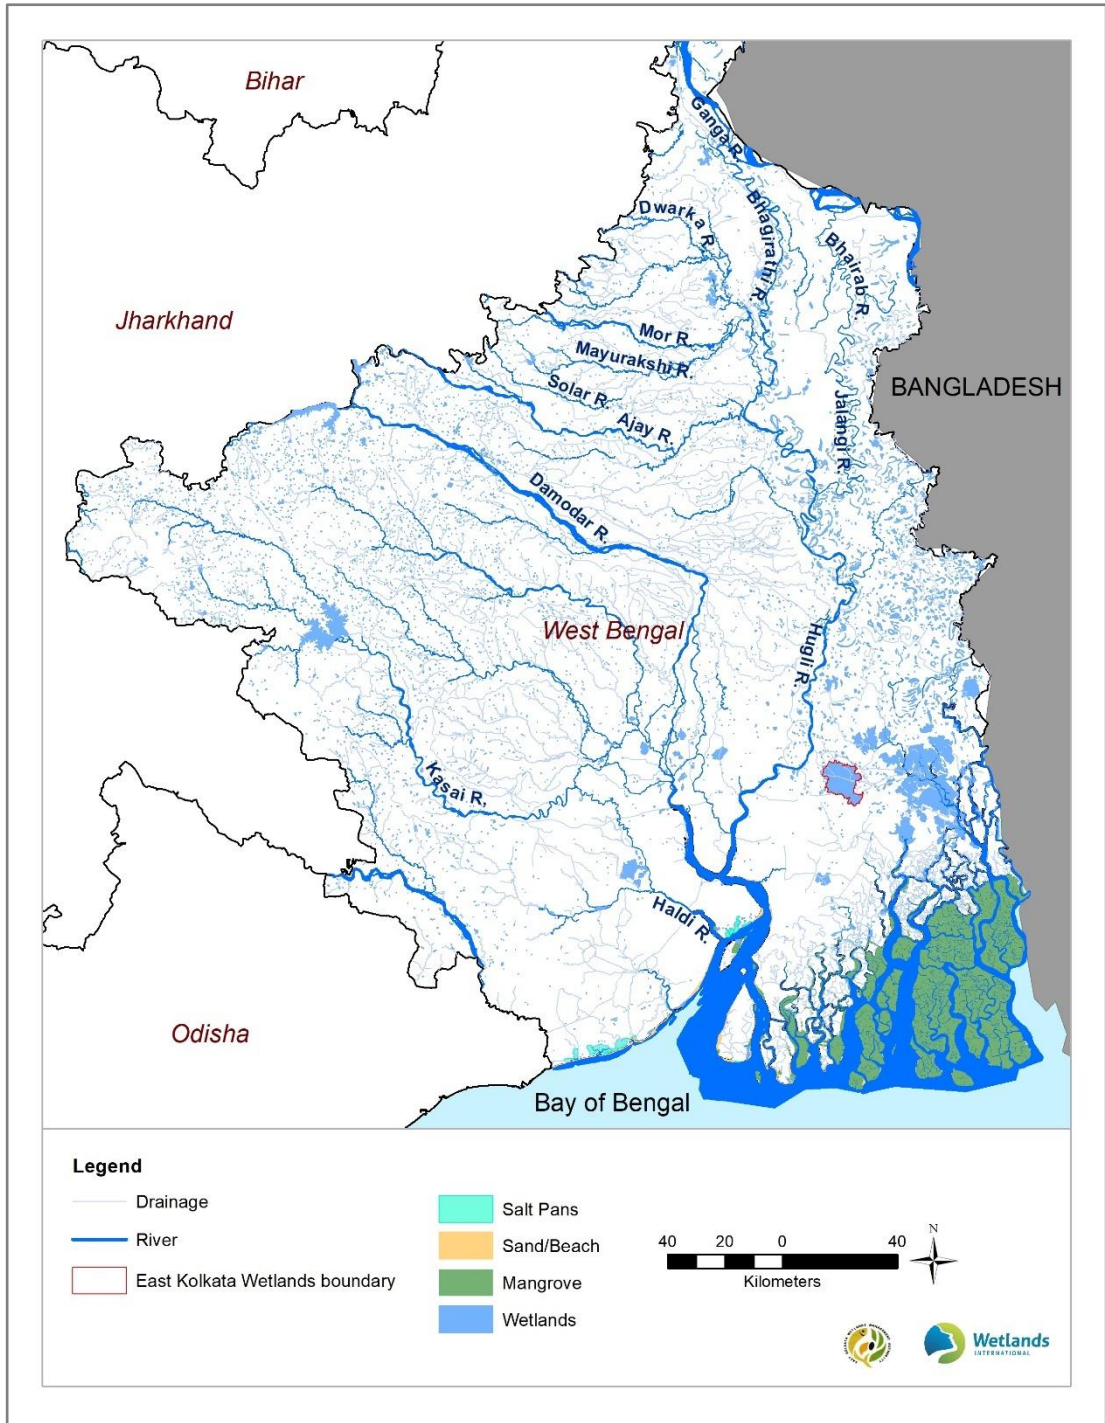 Bihar
Ganga R.
Dwarka R.
Bhagirathi R.
Bhairab R.
Jharkhand
Mor R.
Mayurakshi R.
BANGLADESH
Solar R.
Ajay R.
Jalangi R.
Damodar R.
West Bengal
Hugli R.
Kasai R,
Haldi R.
Odisha
Bay of Bengal
Legend
Drainage
River
East Kolkata Wetlands boundary
Salt Pans
Sand/Beach
Mangrove
Wetlands
40 20 0 40
Kilometers
N
Wetlands
INTERNATIONAL